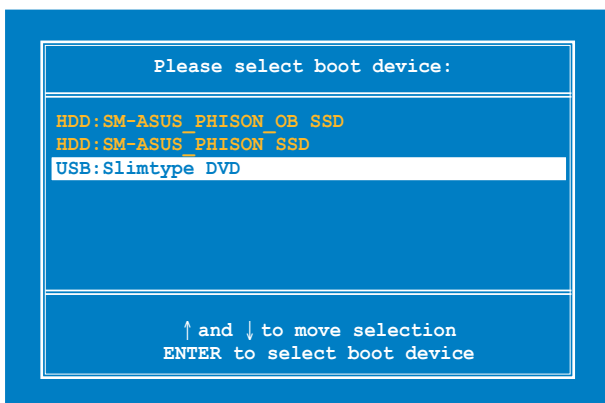 Please select boot device:
HDD:SM-ASUS_PHISON_OB SSD
HDD:SM-ASUS_PHISON SSD
USB:Slimtype DVD
↑ and ↓ to move selection
ENTER to select boot device